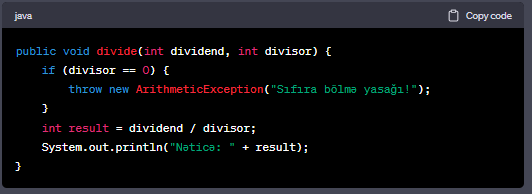 java
Copy code
public void divide(int dividend, int divisor) {
if (divisor == 0) {
throw new ArithmeticException("Sıfıra bölmə yasağı!");
}
int result = dividend / divisor;
System.out.println("Nəticə: " + result);
}